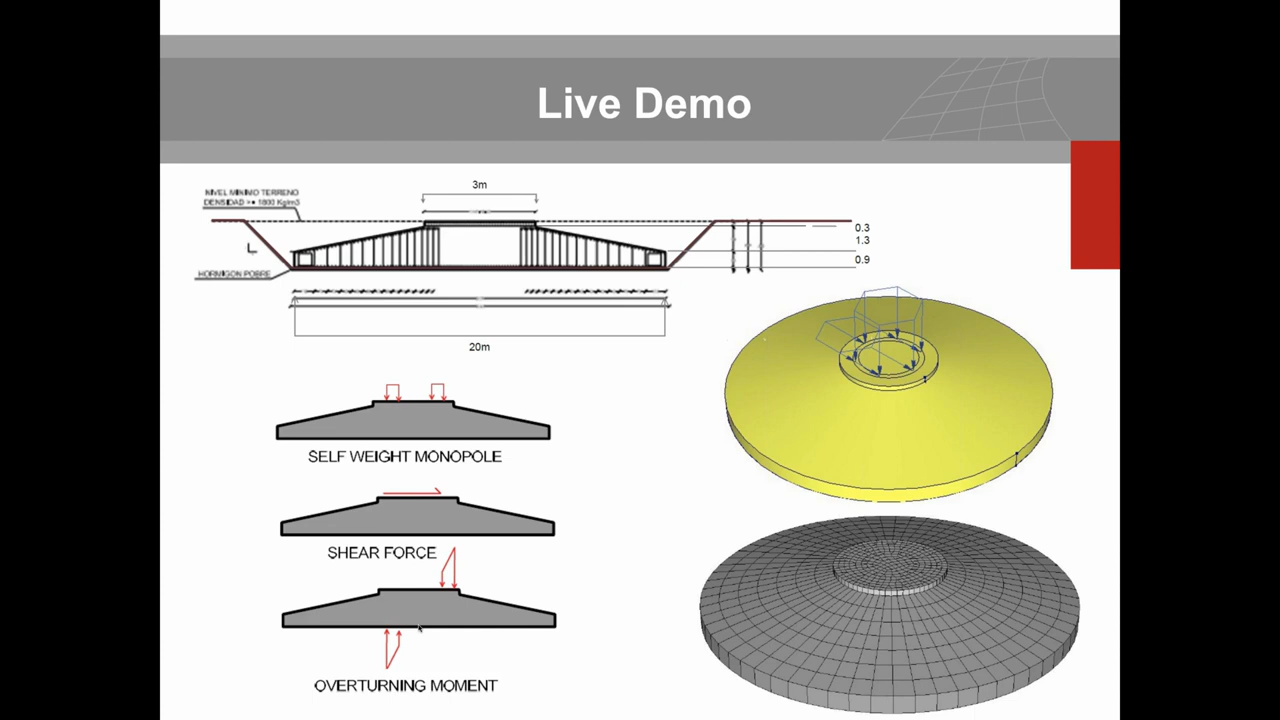 Live Demo
3m
NIVEL MINIMO TERRENO
DENSIDAD >= 1800 Kg/m3
0.3
1.3
0.9
L
HORMIGON POBRE
20m
SELF WEIGHT MONOPOLE
SHEAR FORCE
OVERTURNING MOMENT